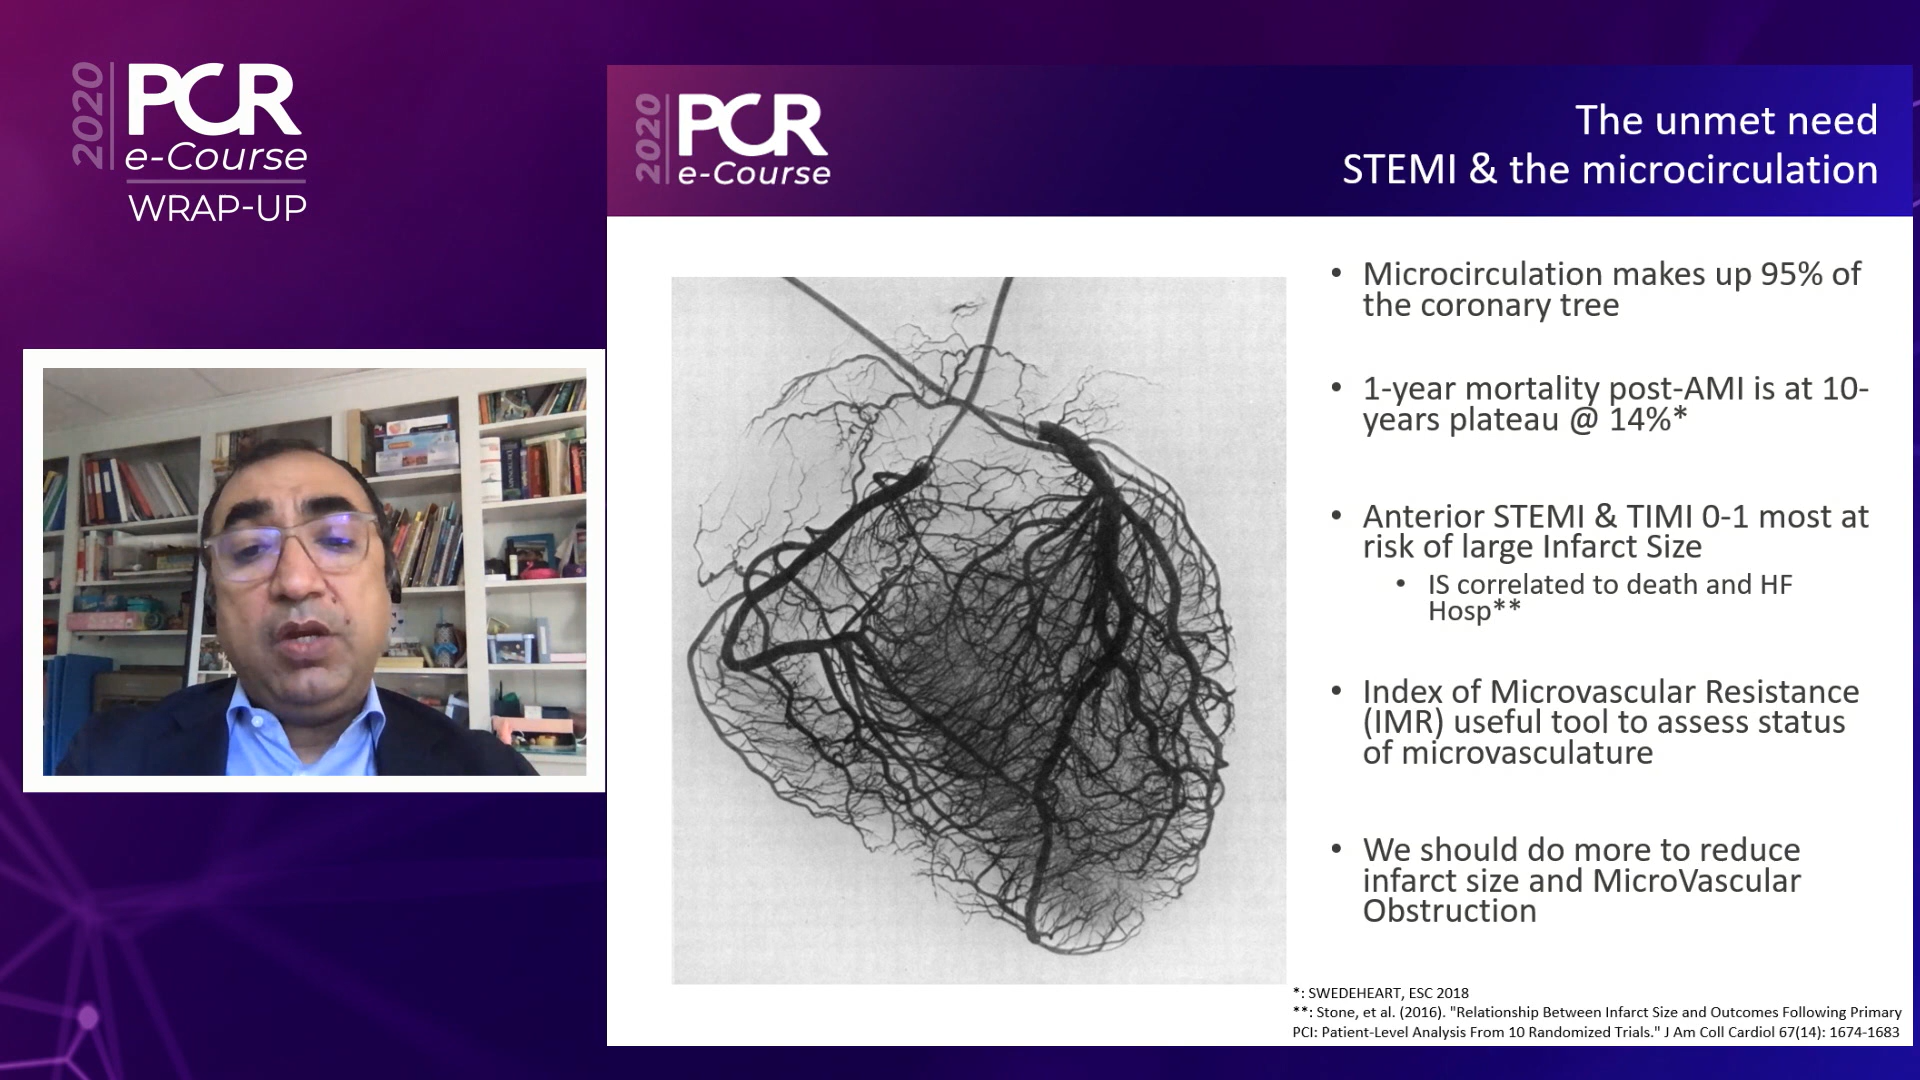 2020
PCR
e-Course
WRAP-UP
2020
PCR
e-Course
The unmet need
STEMI & the microcirculation
• Microcirculation makes up 95% of
the coronary tree
• 1-year mortality post-AMI is at 10-
years plateau @ 14%*
• Anterior STEMI & TIMI 0-1 most at
risk of large Infarct Size
• IS correlated to death and HF
Hosp**
• Index of Microvascular Resistance
(IMR) useful tool to assess status
of microvasculature
• We should do more to reduce
infarct size and MicroVascular
Obstruction
*: SWEDEHEART, ESC 2018
**: Stone, et al. (2016). "Relationship Between Infarct Size and Outcomes Following Primary
PCI: Patient-Level Analysis From 10 Randomized Trials." J Am Coll Cardiol 67(14): 1674-1683